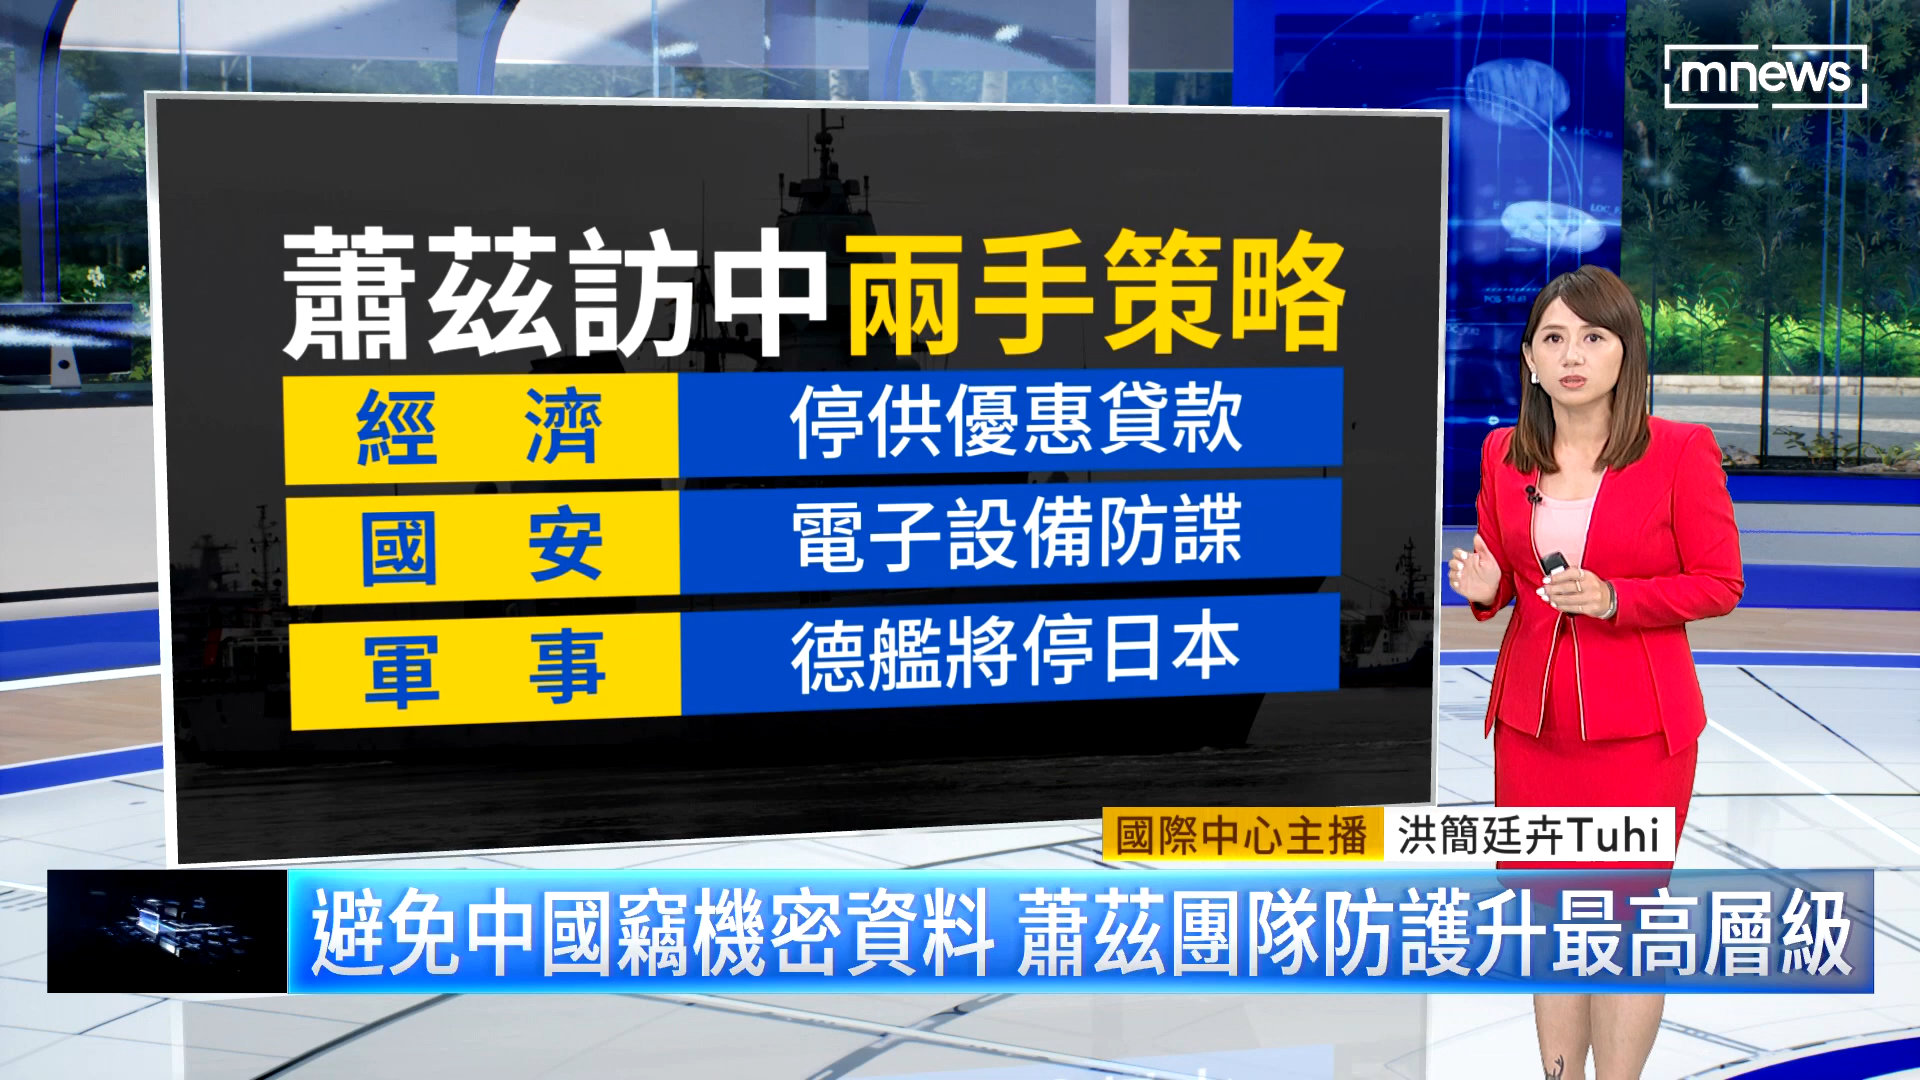 mnews
蕭茲訪中兩手策略
經濟 停供優惠貸款
國安 電子設備防諜
軍事 德艦將停日本
國際中心主播 洪簡廷卉Tuhi
避免中國竊機密資料 蕭茲團隊防護升最高層級